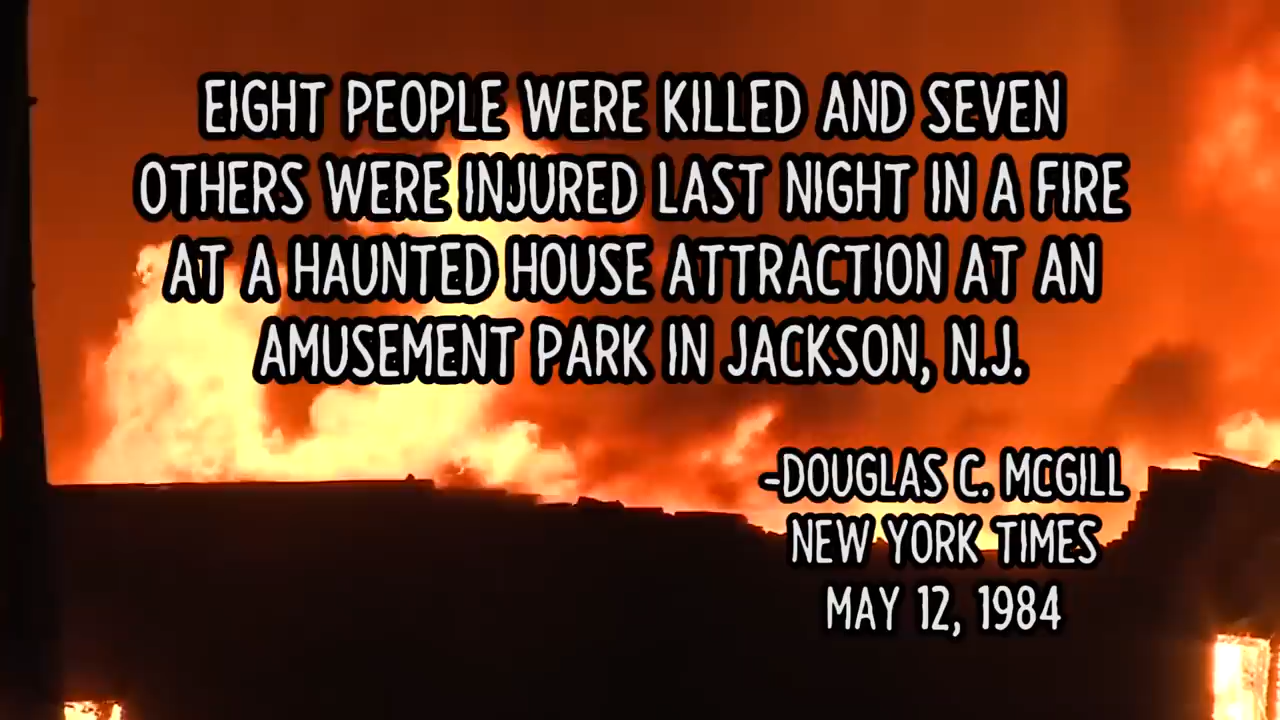 EIGHT PEOPLE WERE KILLED AND SEVEN
OTHERS WERE INJURED LAST NIGHT IN A FIRE
AT A HAUNTED HOUSE ATTRACTION AT AN
AMUSEMENT PARK IN JACKSON, N.J.
-DOUGLAS C. MCGILL
NEW YORK TIMES
MAY 12, 1984